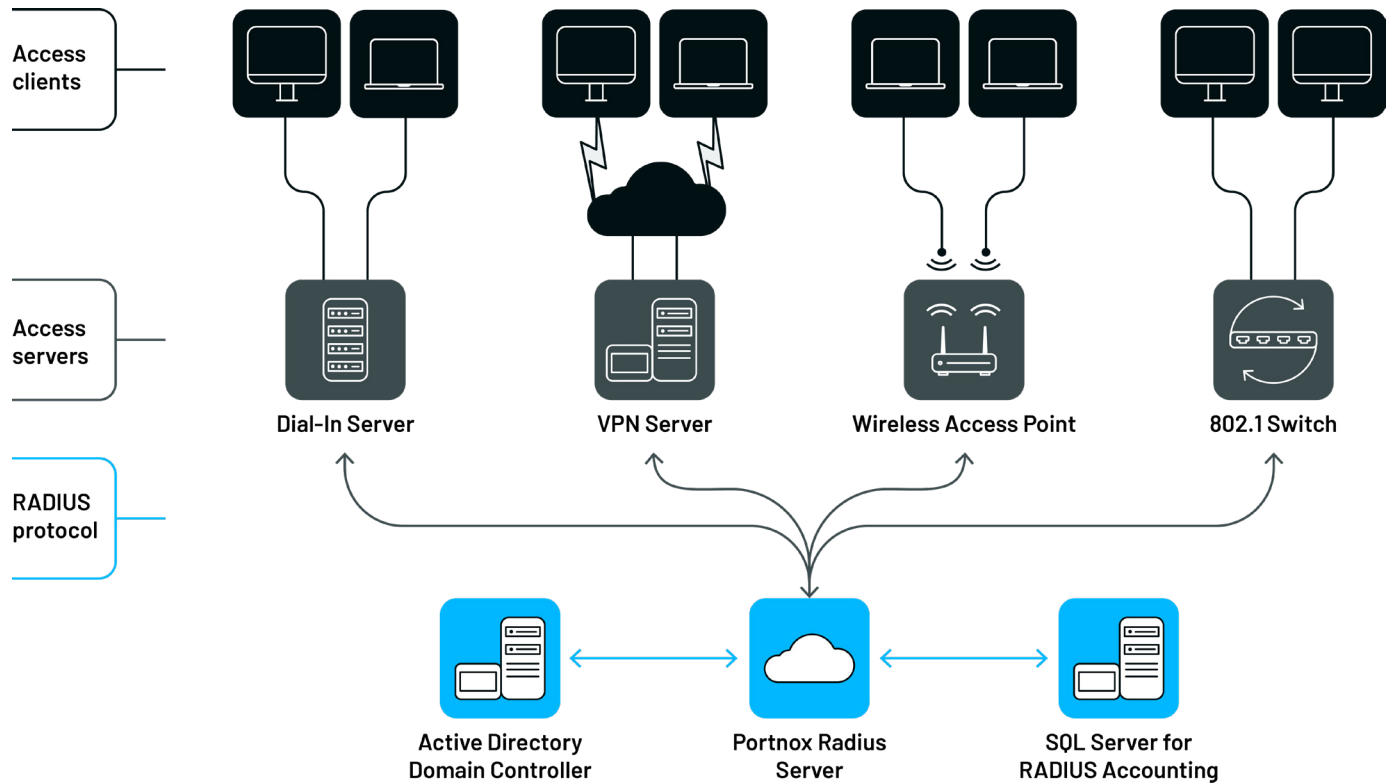 Access
clients
Access
servers
Dial-In Server
VPN Server
Wireless Access Point
802.1 Switch
RADIUS
protocol
Active Directory
Domain Controller
Portnox Radius
Server
SQL Server for
RADIUS Accounting